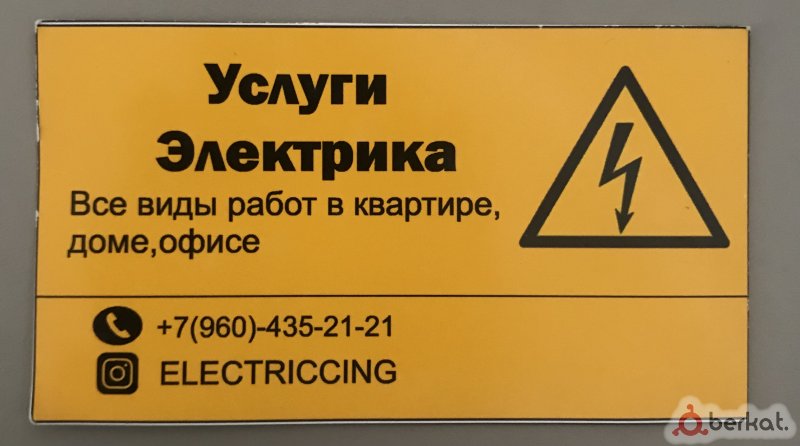 Услуги
Электрика
Все виды работ в квартире,
доме,офисе
+7(960)-435-21-21
ELECTRICCING
berkat.